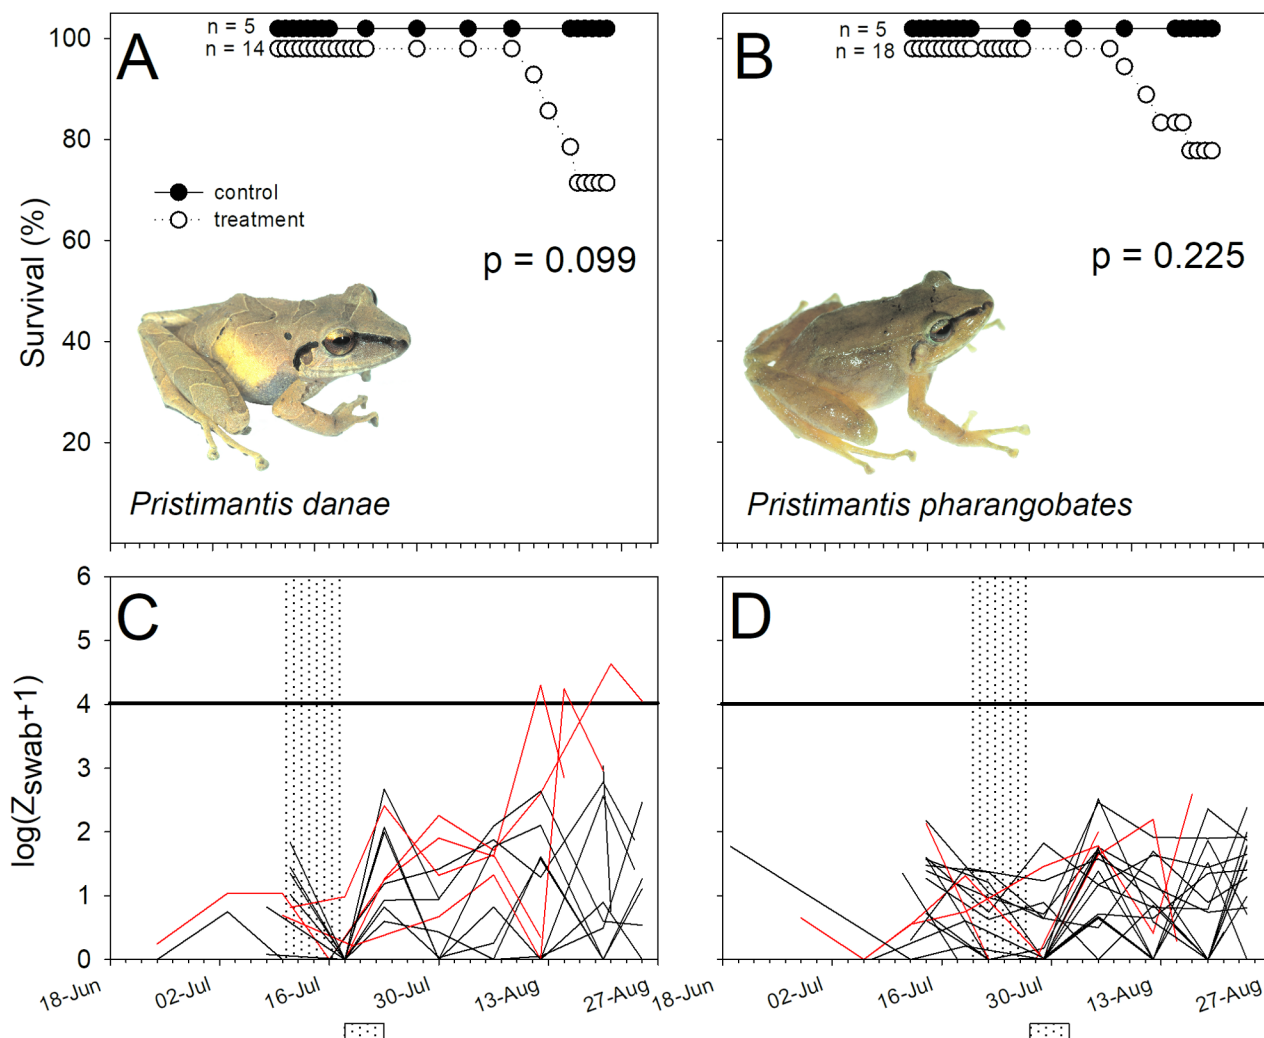 A
n = 5
n = 14
100
80
60
40
20
Survival (%)
control
treatment
p = 0.099
Pristimantis danae
B
n = 5
n = 18
p = 0.225
Pristimantis pharangobates
C
6
5
4
3
2
1
0
log(Zswab+1)
18-Jun
02-Jul
16-Jul
30-Jul
13-Aug
27-Aug
D
18-Jun
02-Jul
16-Jul
30-Jul
13-Aug
27-Aug